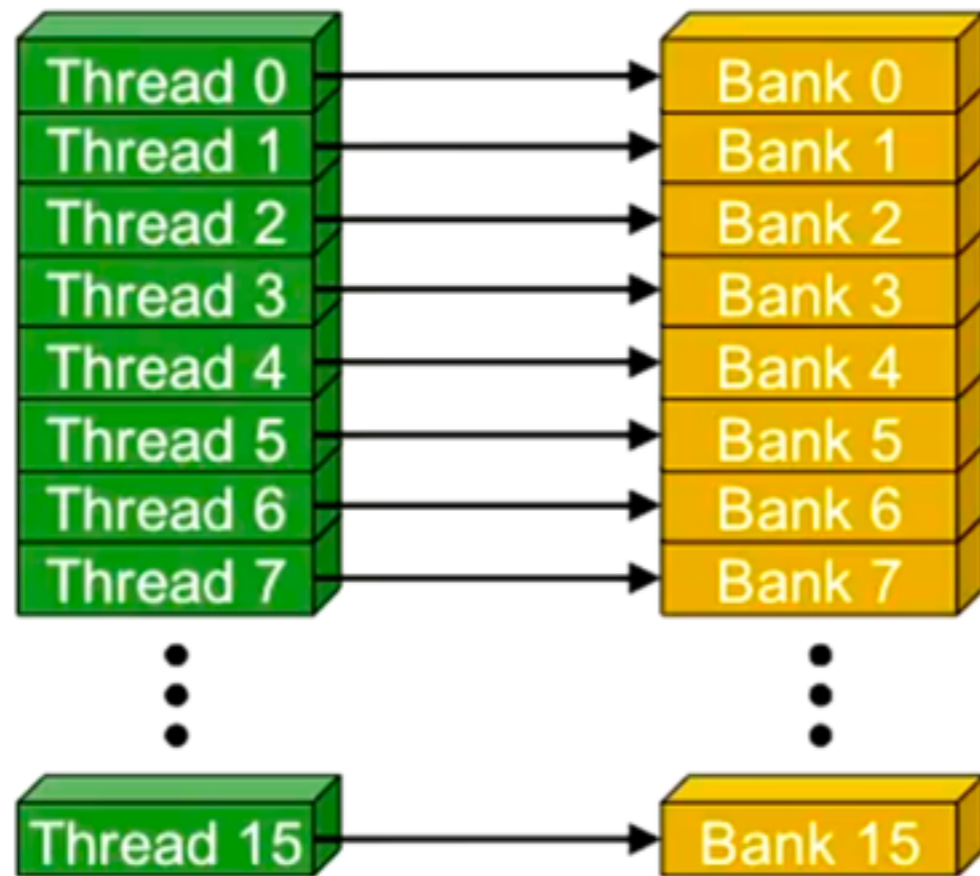 Thread 0 Bank 0
Thread 1 Bank 1
Thread 2 Bank 2
Thread 3 Bank 3
Thread 4 Bank 4
Thread 5 Bank 5
Thread 6 Bank 6
Thread 7 Bank 7
Thread 15 Bank 15